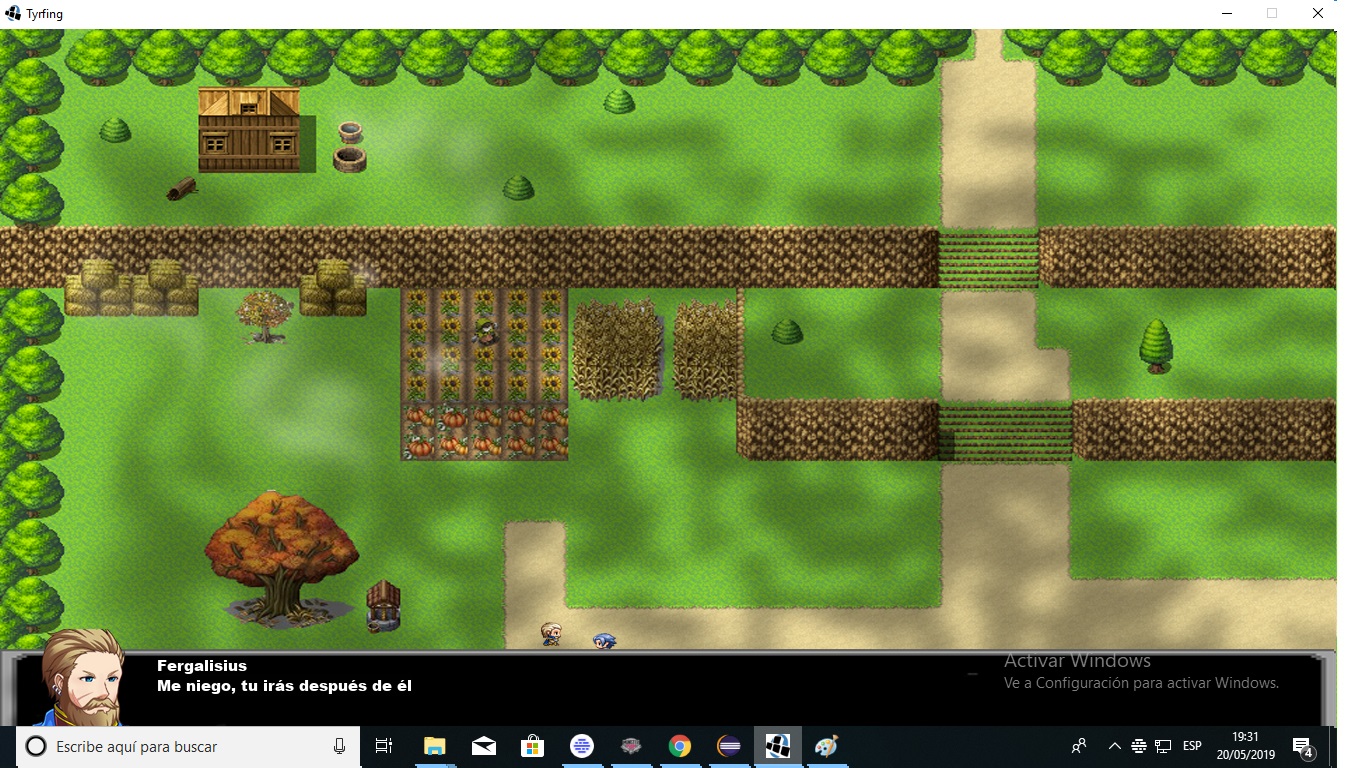 Tyrfing
Fergalisius
Me niego, tu irás después de él
Activar Windows
Ve a Configuración para activar Windows.
Escribe aquí para buscar
ESP
19:31
20/05/2019
4